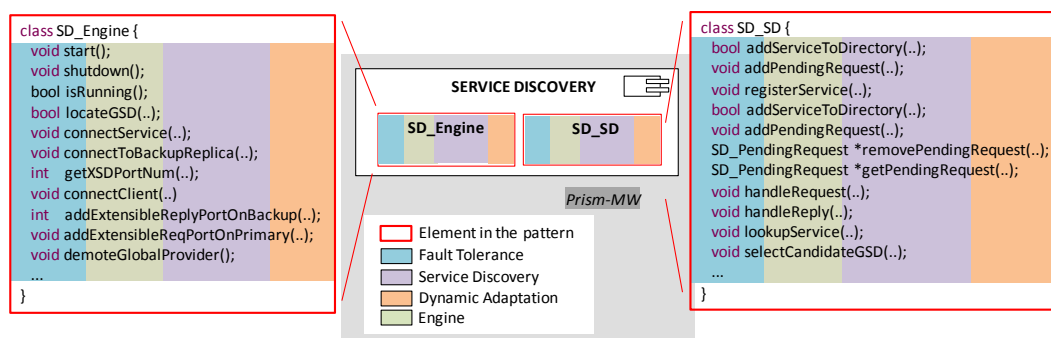 class SD_Engine {
void start();
void shutdown();
bool isRunning();
bool locateGSD(..);
void connectService(..);
void connectToBackupReplica(..);
int getXSDPortNum(..);
void connectClient(..)
int addExtensibleReplyPortOnBackup(..);
void addExtensibleReqPortOnPrimary(..);
void demoteGlobalProvider();
...
}
SERVICE DISCOVERY
SD_Engine
SD_SD
Prism-MW
Element in the pattern
Fault Tolerance
Service Discovery
Dynamic Adaptation
Engine
class SD_SD {
bool addServiceToDirectory(..);
void addPendingRequest(..);
void registerService(..);
bool addServiceToDirectory(..);
void addPendingRequest(..);
SD_PendingRequest *removePendingRequest(..);
SD_PendingRequest *getPendingRequest(..);
void handleRequest(..);
void handleReply(..);
void lookupService(..);
void selectCandidateGSD(..);
...
}